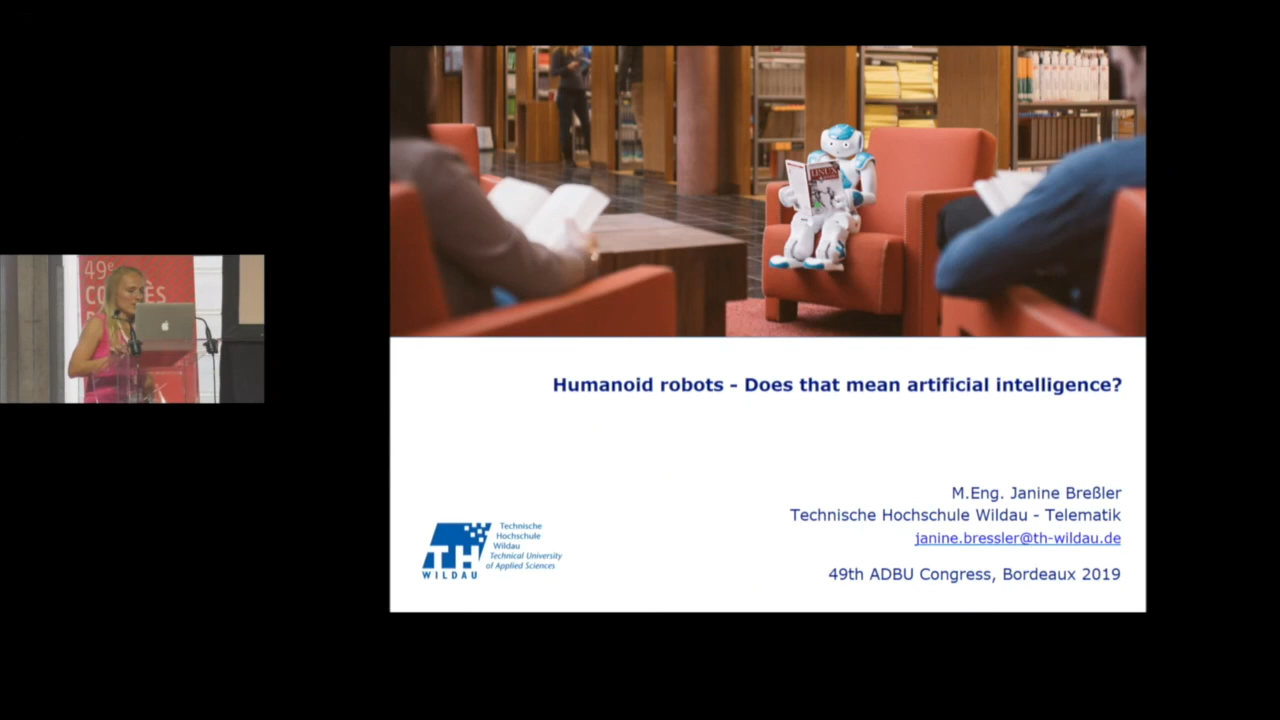 49e
Humanoid robots - Does that mean artificial intelligence?
M.Eng. Janine Breßler
Technische Hochschule Wildau - Telematik
janine.bressler@th-wildau.de
49th ADBU Congress, Bordeaux 2019
Technische
Hochschule
Wildau
Technical University
of Applied Sciences
TH
WILDAU